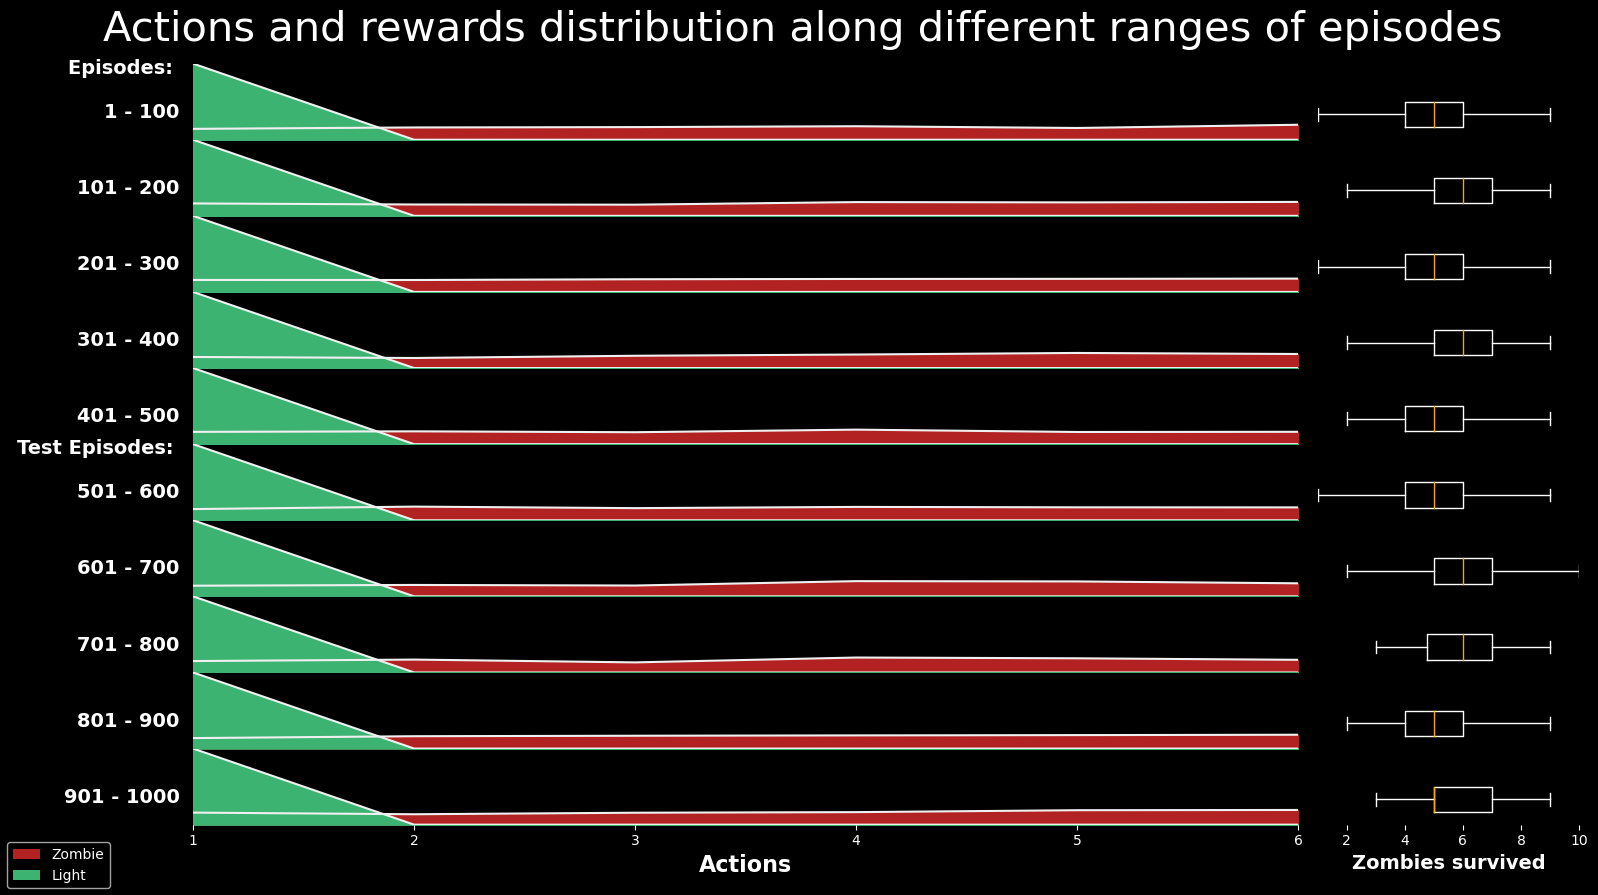 Actions and rewards distribution along different ranges of episodes
Episodes:
1 - 100
101 - 200
201 - 300
301 - 400
401 - 500
Test Episodes:
501 - 600
601 - 700
701 - 800
801 - 900
901 - 1000
1 2 3 4 5 6
2 4 6 8 10
Actions
Zombies survived
Zombie
Light